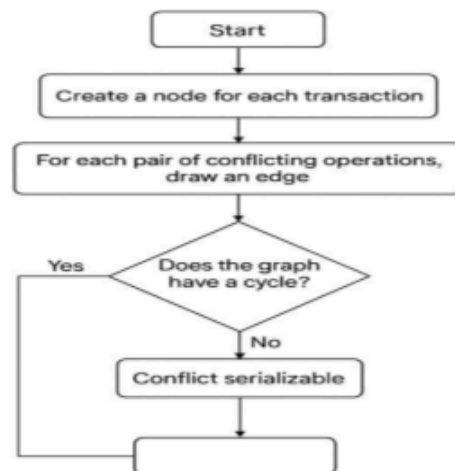 Start
Create a node for each transaction
For each pair of conflicting operations,
draw an edge
Yes
Does the graph
have a cycle?
No
Conflict serializable